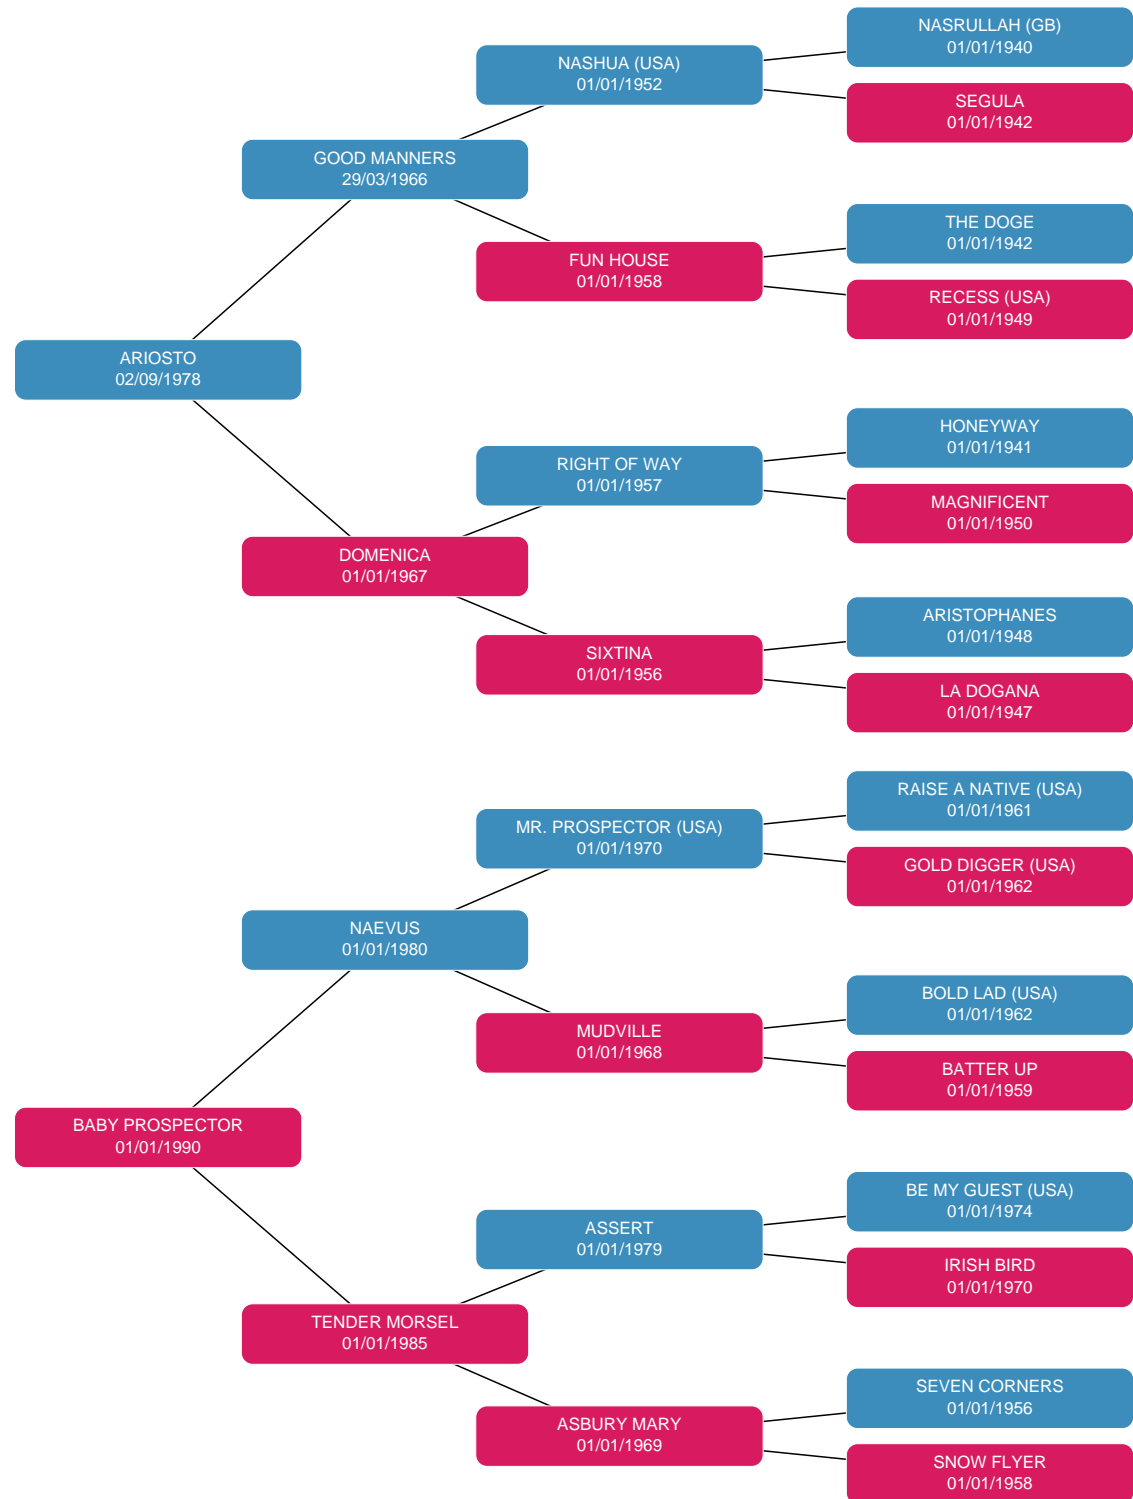 NASRULLAH (GB)
01/01/1940
NASHUA (USA)
01/01/1952
SEGULA
01/01/1942
GOOD MANNERS
29/03/1966
THE DOGE
01/01/1942
FUN HOUSE
01/01/1958
RECESS (USA)
01/01/1949
ARIOSTO
02/09/1978
HONEYWAY
01/01/1941
RIGHT OF WAY
01/01/1957
MAGNIFICENT
01/01/1950
DOMENICA
01/01/1967
ARISTOPHANES
01/01/1948
SIXTINA
01/01/1956
LA DOGANA
01/01/1947
RAISE A NATIVE (USA)
01/01/1961
MR. PROSPECTOR (USA)
01/01/1970
GOLD DIGGER (USA)
01/01/1962
NAEVUS
01/01/1980
BOLD LAD (USA)
01/01/1962
MUDVILLE
01/01/1968
BATTER UP
01/01/1959
BABY PROSPECTOR
01/01/1990
BE MY GUEST (USA)
01/01/1974
ASSERT
01/01/1979
IRISH BIRD
01/01/1970
TENDER MORSEL
01/01/1985
SEVEN CORNERS
01/01/1956
ASBURY MARY
01/01/1969
SNOW FLYER
01/01/1958